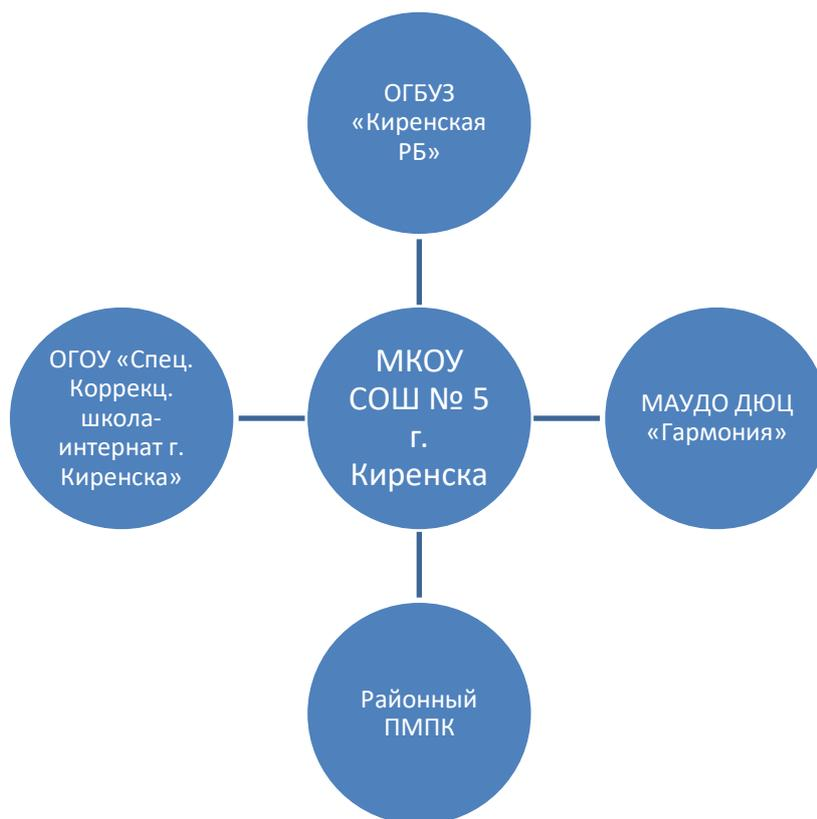 ОГБУЗ
«Киренская
РБ»
ОГОУ «Спец.
Коррекц.
школа-
интернат г.
Киренска»
МКОУ
СОШ № 5
г.
Киренска
МАУДО ДЮЦ
«Гармония»
Районный
ПМПК